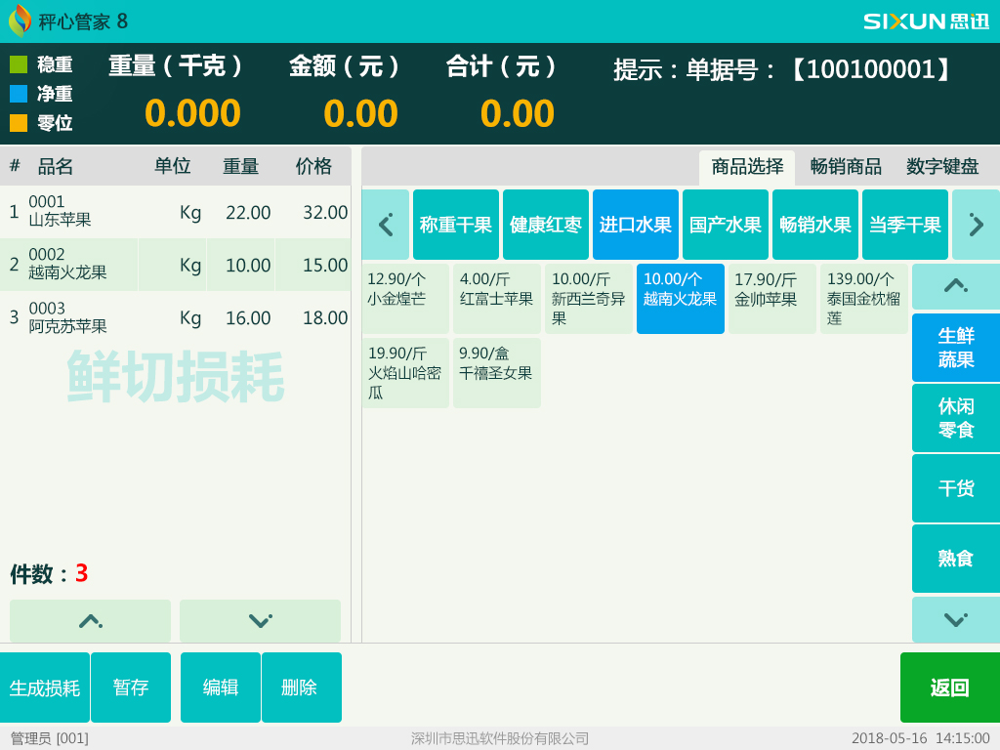 秤心管家 8
SIXUN思迅
稳重
净重
零位
重量（千克）
0.000
金额（元）
0.00
合计（元）
0.00
提示：单据号：【100100001】
# 品名 单位 重量 价格
1 0001 山东苹果 Kg 22.00 32.00
2 0002 越南火龙果 Kg 10.00 15.00
3 0003 阿克苏苹果 Kg 16.00 18.00
鲜切损耗
件数：3
商品选择 畅销商品 数字键盘
称重干果 健康红枣 进口水果 国产水果 畅销水果 当季干果
12.90/个
小金煌芒
4.00/斤
红富士苹果
10.00/斤
新西兰奇异
果
10.00/个
越南火龙果
17.90/斤
金帅苹果
139.00/个
泰国金枕榴
莲
19.90/斤
火焰山哈密
瓜
9.90/盒
千禧圣女果
生鲜
蔬果
休闲
零食
干货
熟食
生成损耗 暂存 编辑 删除 返回
管理员 [001]
深圳市思迅软件股份有限公司
2018-05-16 14:15:00